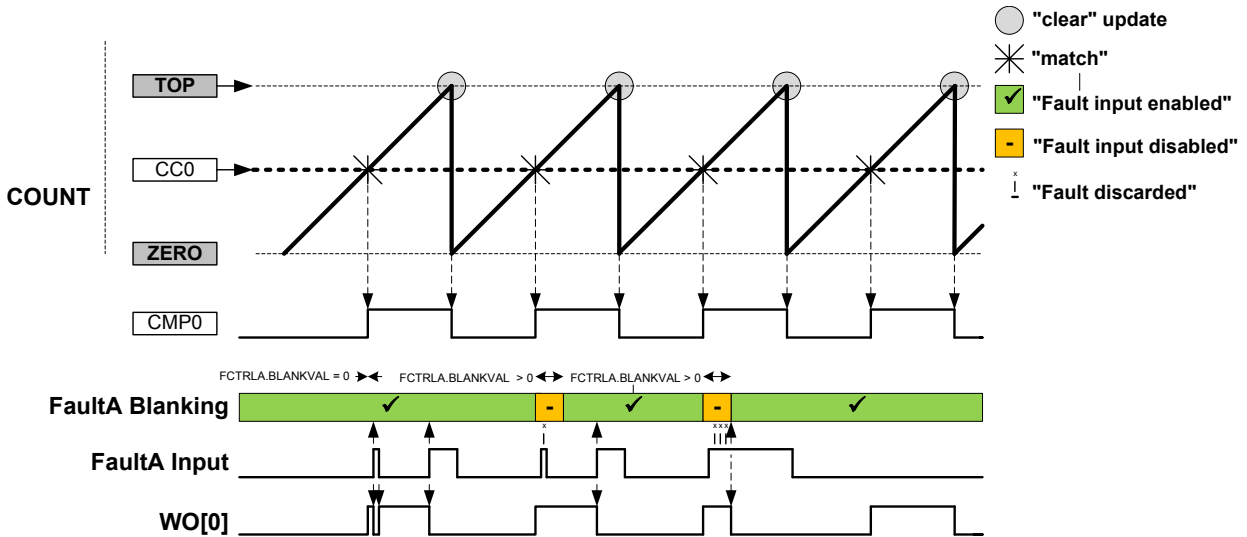 "clear" update
"match"
"Fault input enabled"
"Fault input disabled"
"Fault discarded"
TOP
CC0
COUNT
ZERO
CMP0
FCTRLA.BLANKVAL = 0
FCTRLA.BLANKVAL > 0
FCTRLA.BLANKVAL > 0
FaultA Blanking
✓ - ✓ - ✓
x
x x x
FaultA Input
WO[0]